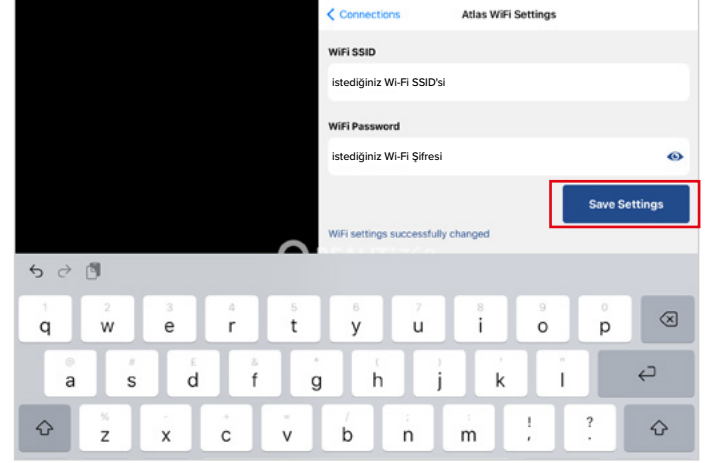 Connections
Atlas WiFi Settings
WiFi SSID
istediğiniz Wi-Fi SSID'si
WiFi Password
istediğiniz Wi-Fi Şifresi
Save Settings
WiFi settings successfully changed
1 2 3 4 5 6 7 8 9 0
q w e r t y u i o p
@ # £ & * ( ) ' "
a s d f g h j k l
% - + = / ; : ! ?
z x c v b n m , .